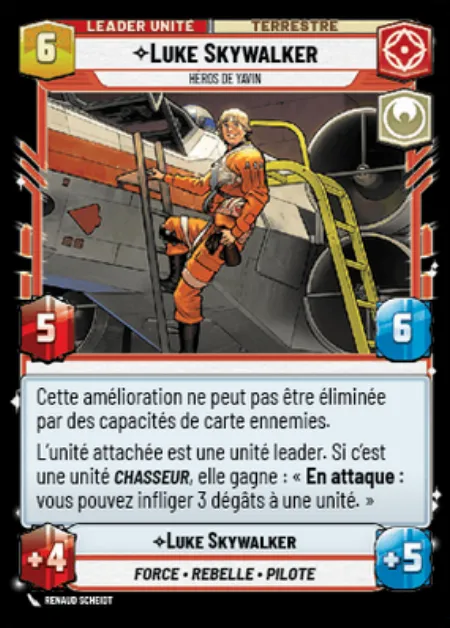 LEADER UNITÉ
TERRESTRE
6
LUKE SKYWALKER
HÉROS DE YAVIN
5
6
Cette amélioration ne peut pas être éliminée
par des capacités de carte ennemies.
L'unité attachée est une unité leader. Si c'est
une unité CHASSEUR, elle gagne : « En attaque :
vous pouvez infliger 3 dégâts à une unité. »
LUKE SKYWALKER
+4
+5
FORCE • REBELLE • PILOTE
RENAUD SCHEIDT